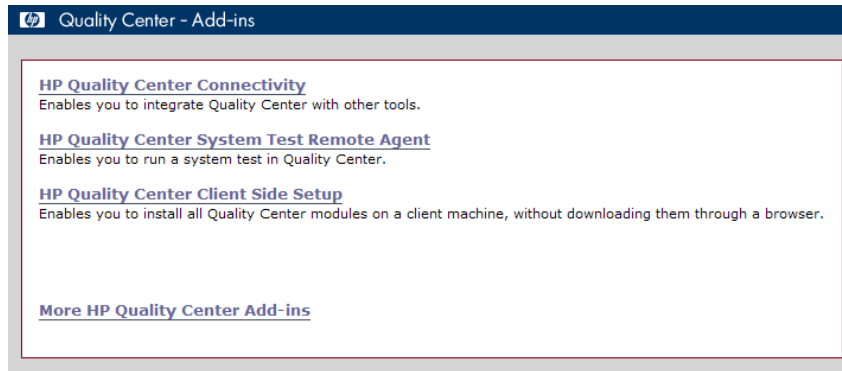 hp Quality Center - Add-ins
HP Quality Center Connectivity
Enables you to integrate Quality Center with other tools.
HP Quality Center System Test Remote Agent
Enables you to run a system test in Quality Center.
HP Quality Center Client Side Setup
Enables you to install all Quality Center modules on a client machine, without downloading them through a browser.
More HP Quality Center Add-ins